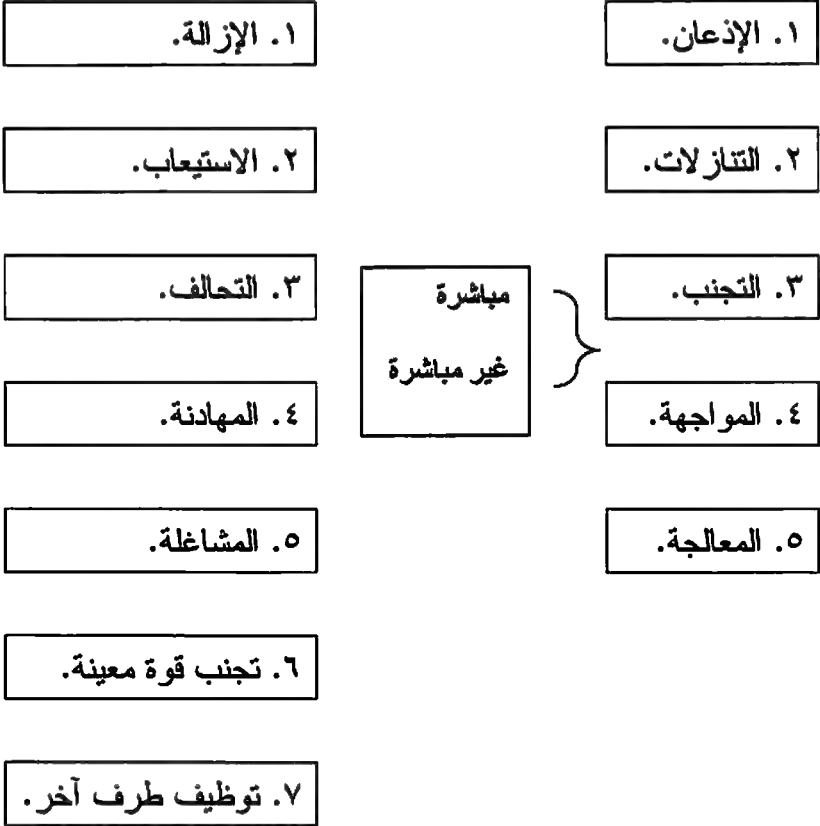 ١. الإذعان.
٢. التنازلات.
٣. التجنب.
٤. المواجهة.
٥. المعالجة.
مباشرة
غير مباشرة
١. الإزالة.
٢. الاستيعاب.
٣. التحالف.
٤. المهادنة.
٥. المشاغلة.
٦. تجنب قوة معينة.
٧. توظيف طرف آخر.